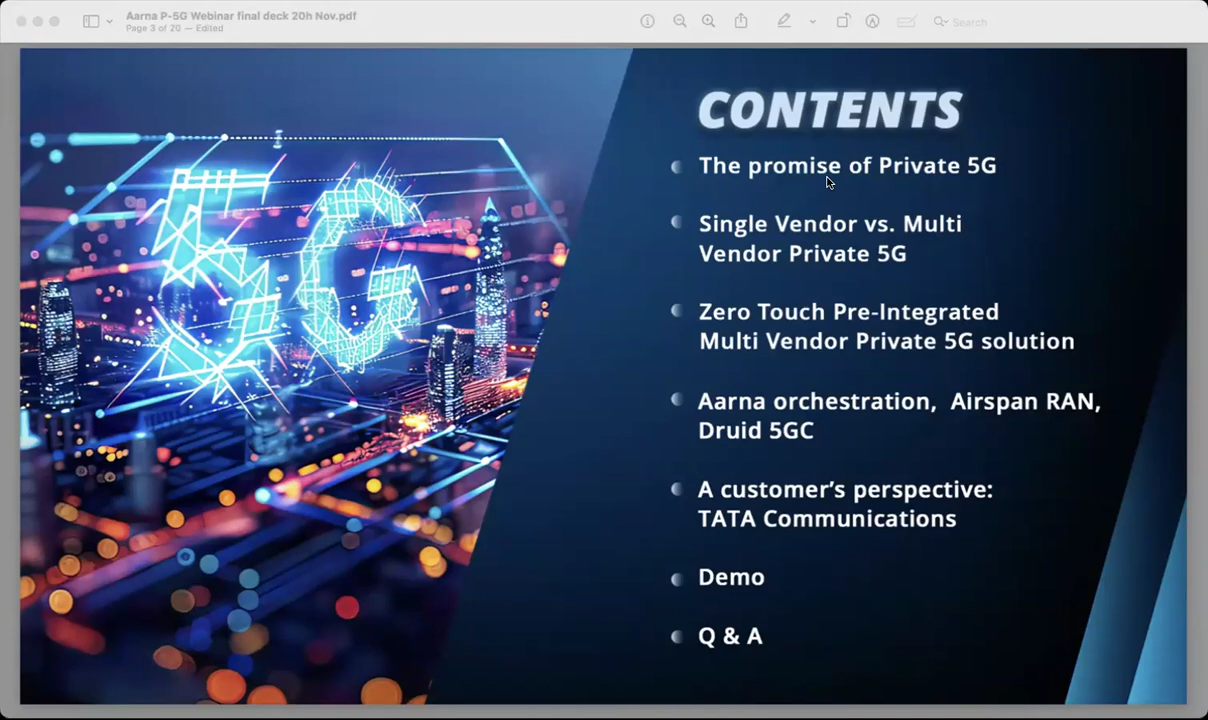 Aarna P-5G Webinar final deck 20h Nov.pdf
Page 3 of 20 — Edited
Search
5G
CONTENTS
The promise of Private 5G
Single Vendor vs. Multi
Vendor Private 5G
Zero Touch Pre-Integrated
Multi Vendor Private 5G solution
Aarna orchestration, Airspan RAN,
Druid 5GC
A customer’s perspective:
TATA Communications
Demo
Q & A